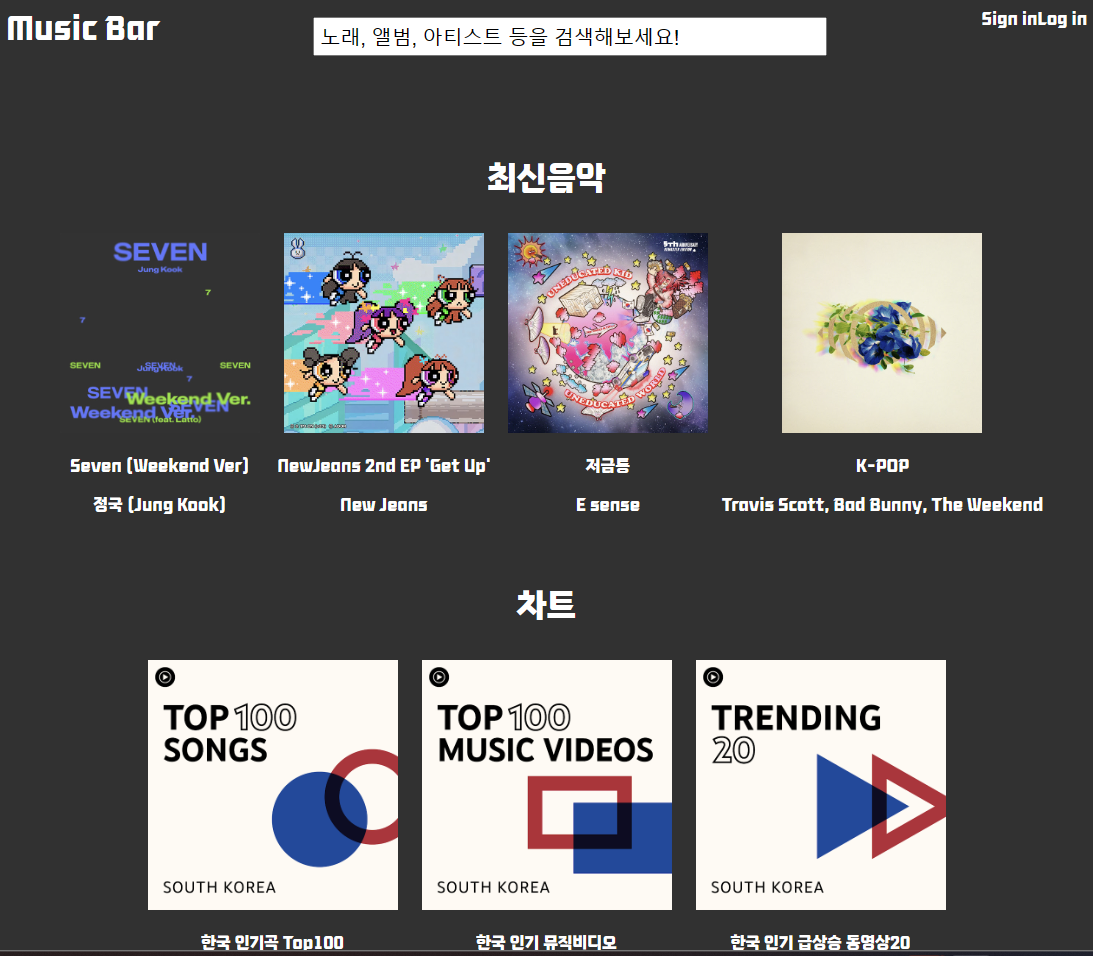 Music Bar
노래, 앨범, 아티스트 등을 검색해보세요!
Sign inLog in
최신음악
SEVEN
Jung Kook
7
7
SEVEN
SEVEN
SEVEN
Jung Kook
7
SEVEN
Weekend Ver.
Weekend Ver.
SEVEN
SEVEN (feat. Latto)
UNEDUCATED KID
UNEDUCATED WORLD
Seven (Weekend Ver)
NewJeans 2nd EP 'Get Up'
저금통
K-POP
정국 (Jung Kook)
New Jeans
E sense
Travis Scott, Bad Bunny, The Weekend
차트
TOP 100
SONGS
SOUTH KOREA
TOP 100
MUSIC VIDEOS
SOUTH KOREA
TRENDING
20
SOUTH KOREA
한국 인기곡 Top100
한국 인기 뮤직비디오
한국 인기 급상승 동영상20